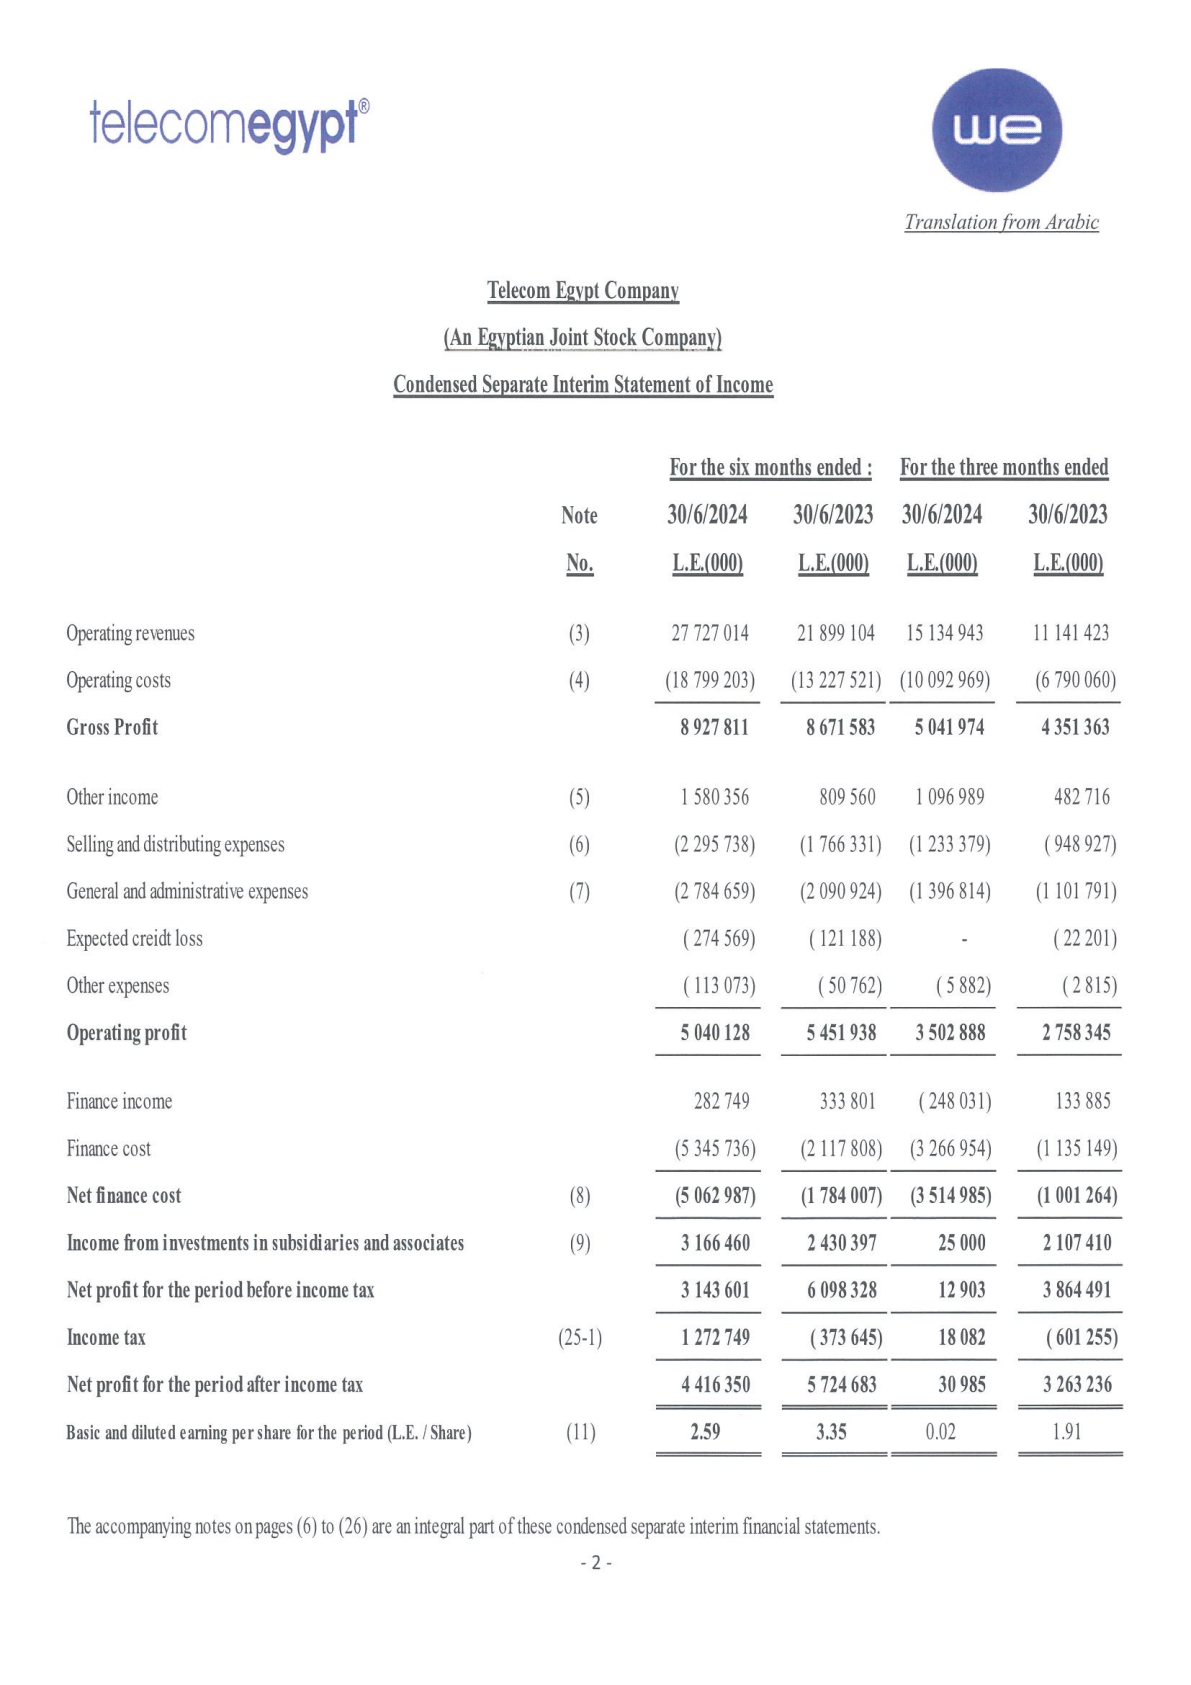 telecomegypt®
we
Translation from Arabic
Telecom Egypt Company
(An Egyptian Joint Stock Company)
Condensed Separate Interim Statement of Income
For the six months ended : For the three months ended
Note 30/6/2024 30/6/2023 30/6/2024 30/6/2023
No. L.E.(000) L.E.(000) L.E.(000) L.E.(000)
Operating revenues (3) 27 727 014 21 899 104 15 134 943 11 141 423
Operating costs (4) (18 799 203) (13 227 521) (10 092 969) (6 790 060)
Gross Profit 8 927 811 8 671 583 5 041 974 4 351 363
Other income (5) 1 580 356 809 560 1 096 989 482 716
Selling and distributing expenses (6) (2 295 738) (1 766 331) (1 233 379) ( 948 927)
General and administrative expenses (7) (2 784 659) (2 090 924) (1 396 814) (1 101 791)
Expected creidt loss ( 274 569) ( 121 188) - ( 22 201)
Other expenses ( 113 073) ( 50 762) ( 5 882) ( 2 815)
Operating profit 5 040 128 5 451 938 3 502 888 2 758 345
Finance income 282 749 333 801 ( 248 031) 133 885
Finance cost (5 345 736) (2 117 808) (3 266 954) (1 135 149)
Net finance cost (8) (5 062 987) (1 784 007) (3 514 985) (1 001 264)
Income from investments in subsidiaries and associates (9) 3 166 460 2 430 397 25 000 2 107 410
Net profit for the period before income tax 3 143 601 6 098 328 12 903 3 864 491
Income tax (25-1) 1 272 749 ( 373 645) 18 082 ( 601 255)
Net profit for the period after income tax 4 416 350 5 724 683 30 985 3 263 236
Basic and diluted earning per share for the period (L.E. / Share) (11) 2.59 3.35 0.02 1.91
The accompanying notes on pages (6) to (26) are an integral part of these condensed separate interim financial statements.
- 2 -